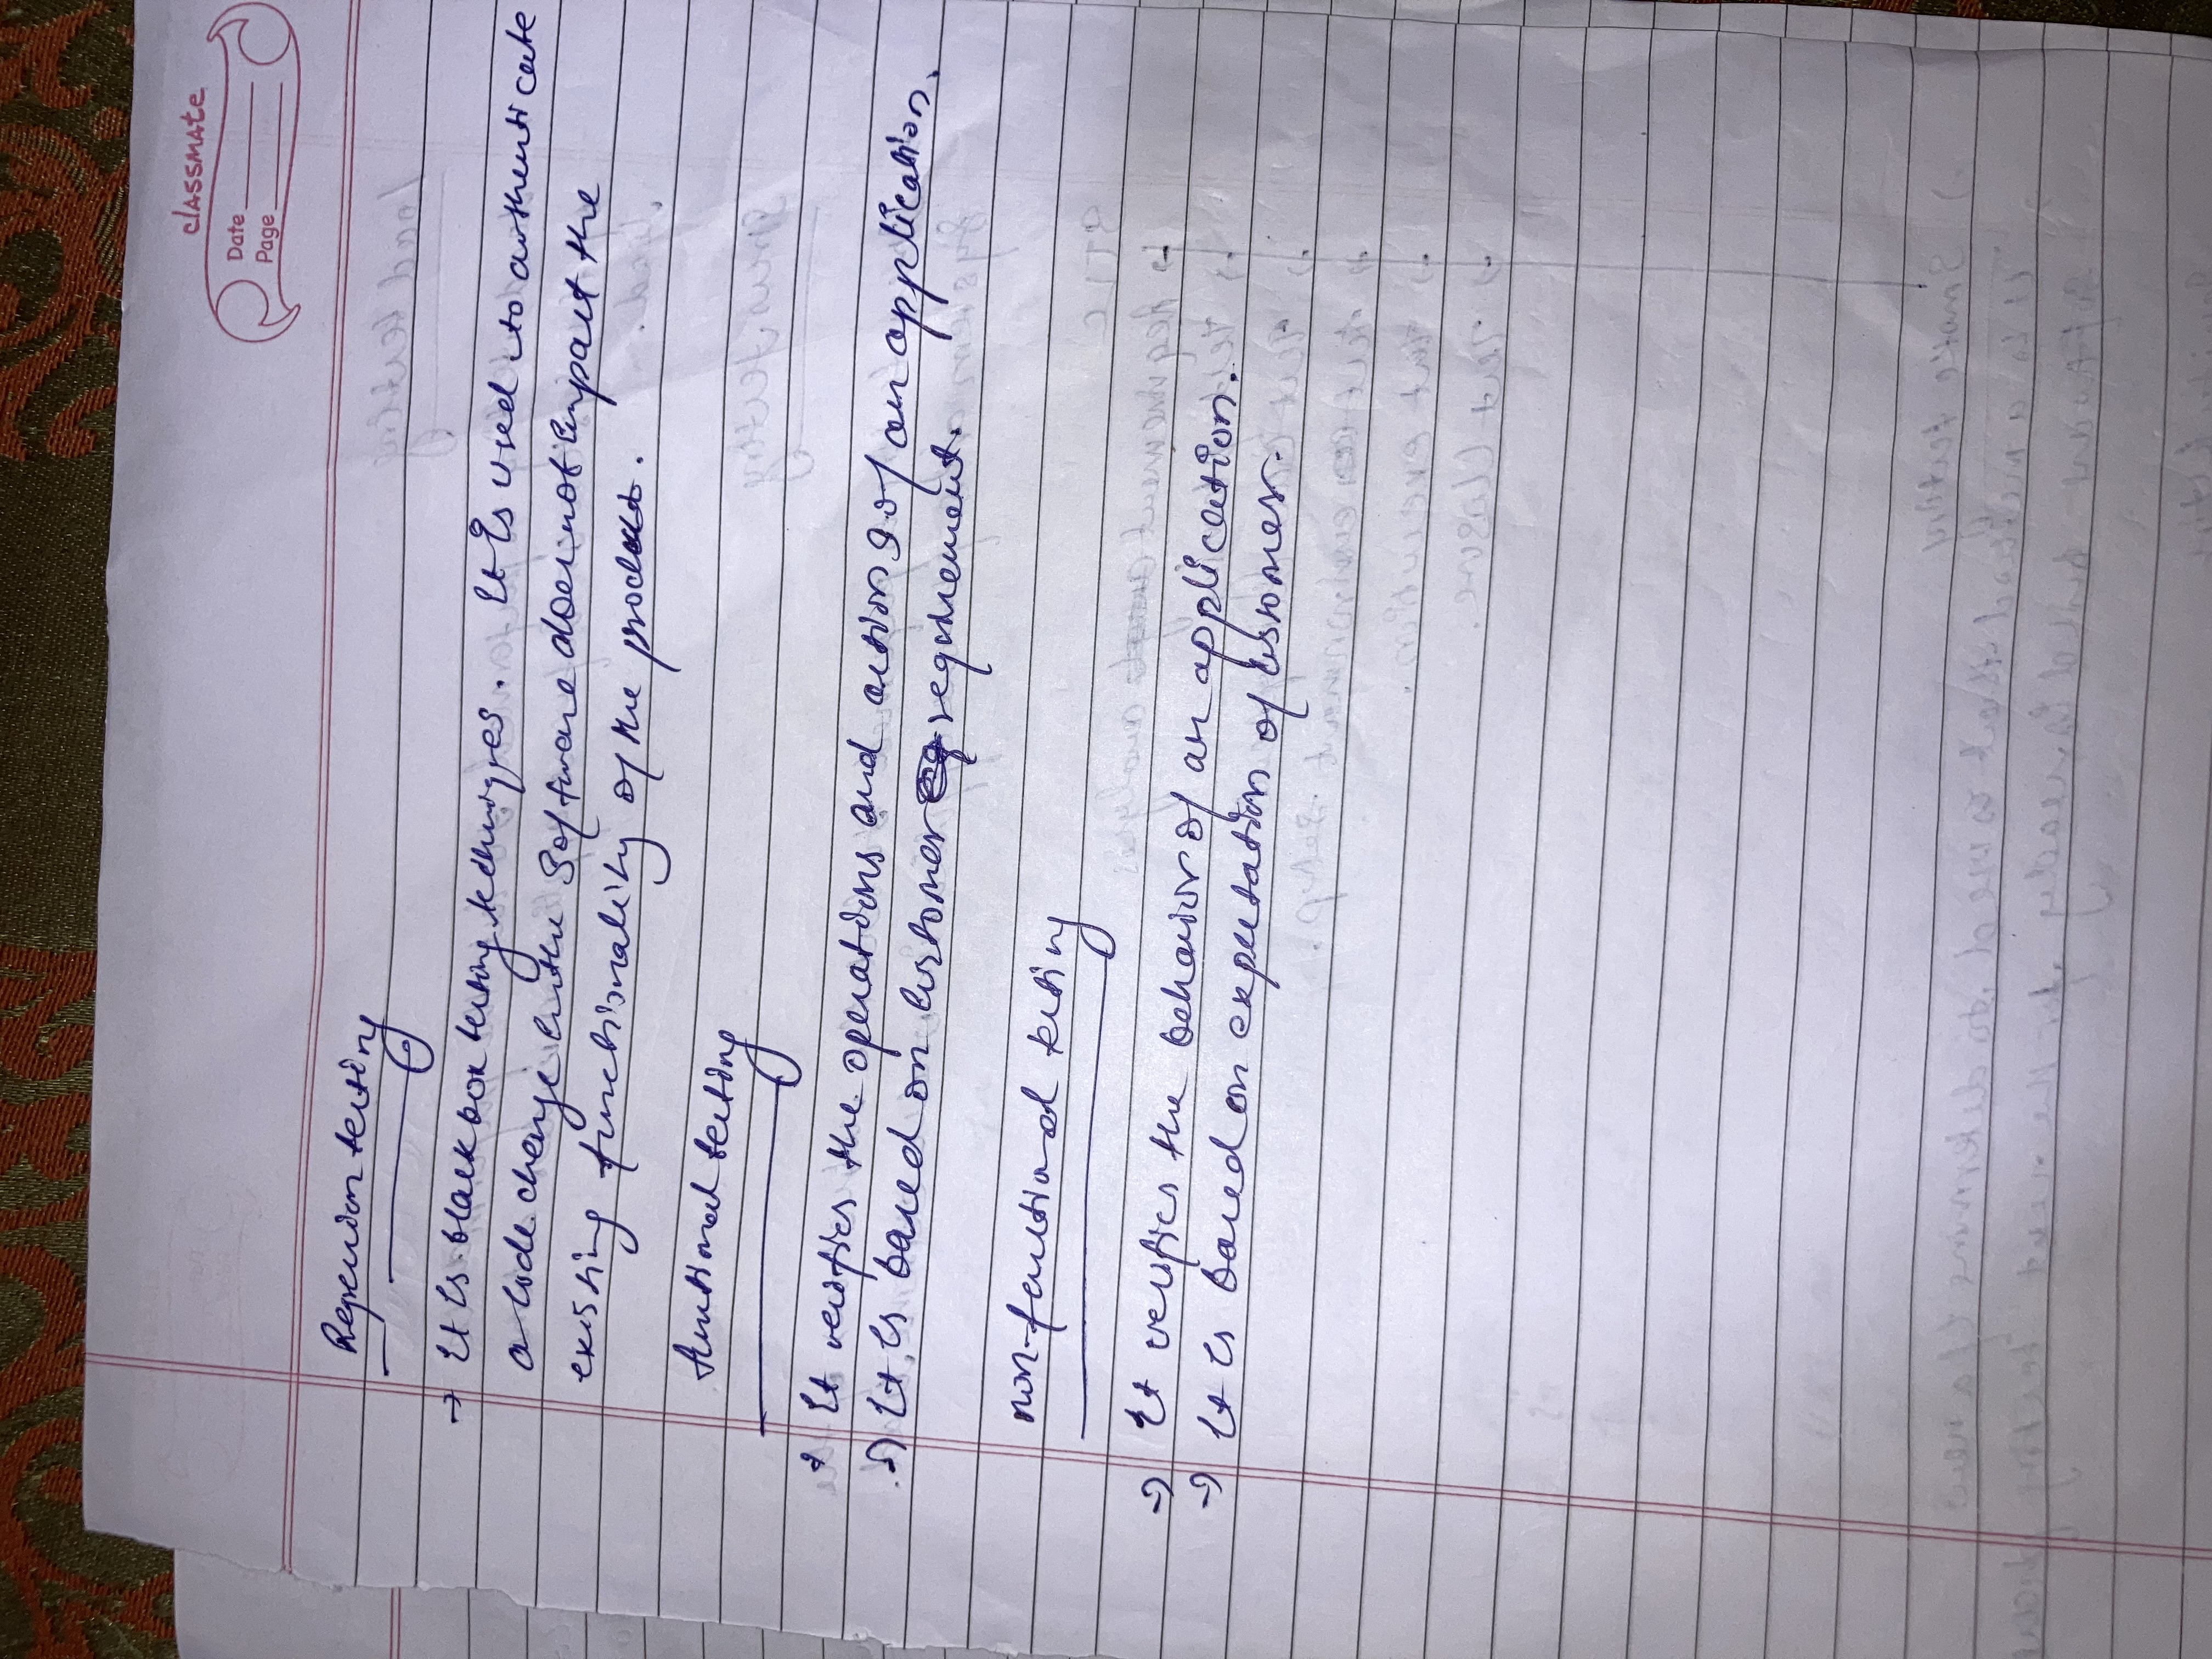 classmate
Date
Page
Regression testing
→ It is black box testing techniques. It is used to authenticate
a code change in the software does not impact the
existing functionality of the product.
functional testing
→ It verifies the operations and actions of an application.
→ It is based on customer requirement.
non-functional testing
→ It verifies the behavior of an application.
→ It is based on expectation of customer.